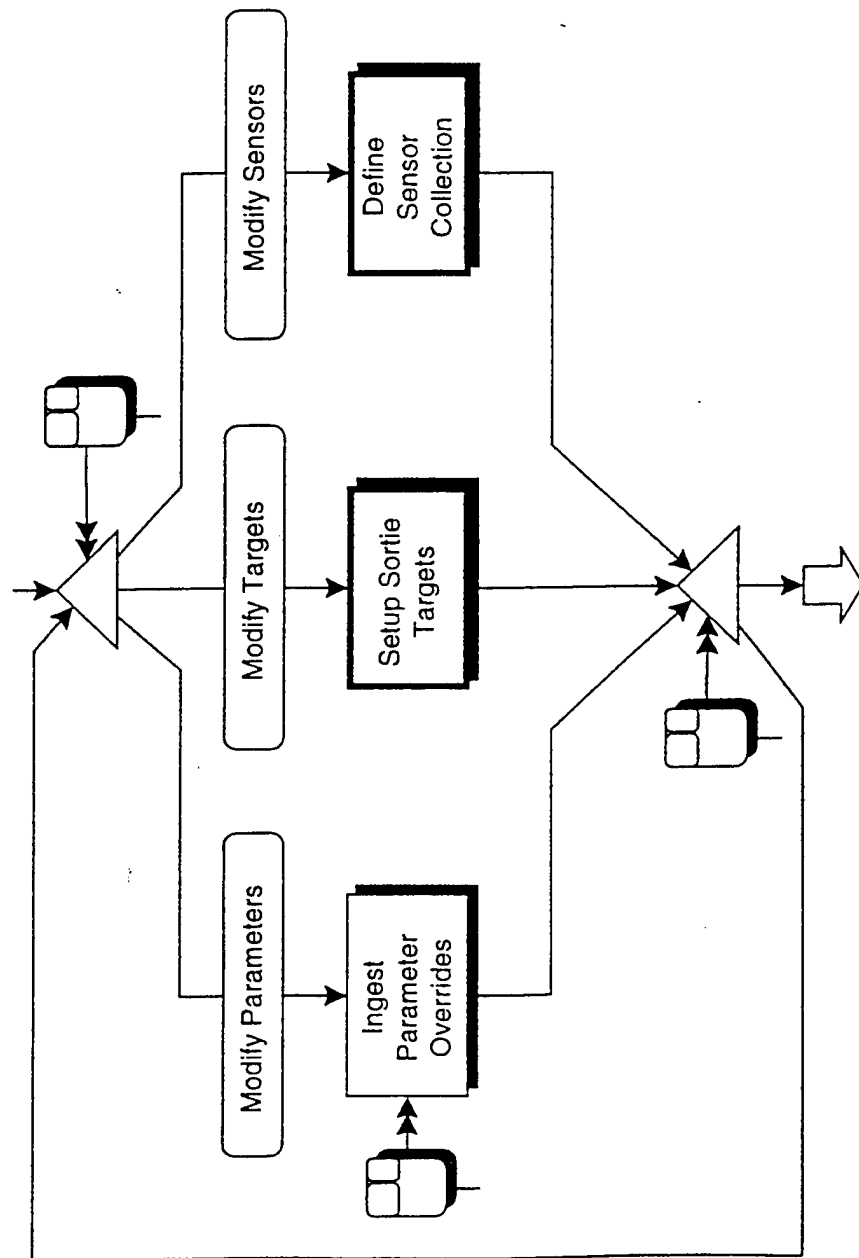 Modify Parameters
Ingest
Parameter
Overrides
Modify Targets
Setup Sortie
Targets
Modify Sensors
Define
Sensor
Collection